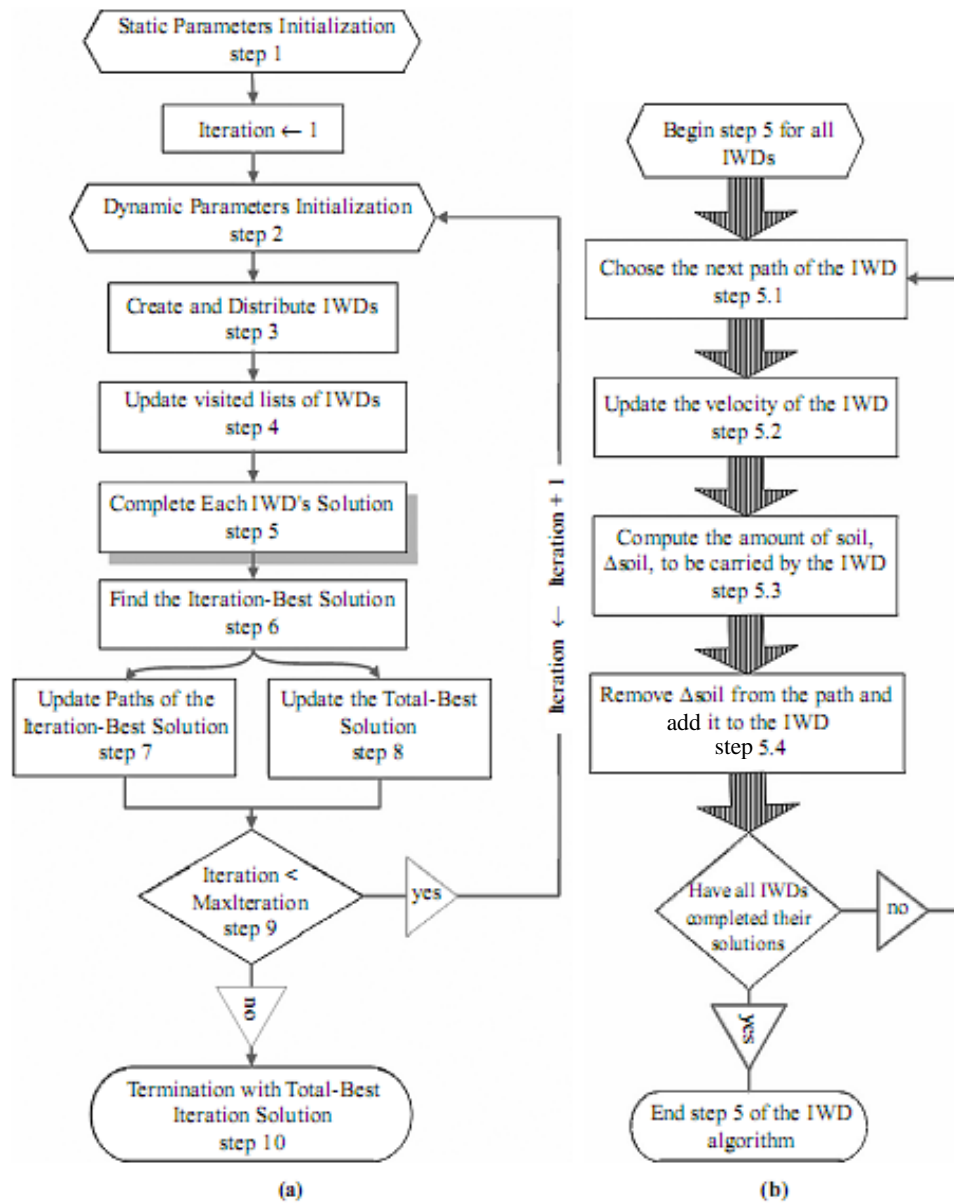 Static Parameters Initialization
step 1
Iteration ← 1
Dynamic Parameters Initialization
step 2
Create and Distribute IWDs
step 3
Update visited lists of IWDs
step 4
Complete Each IWD's Solution
step 5
Find the Iteration-Best Solution
step 6
Update Paths of the
Iteration-Best Solution
step 7
Update the Total-Best
Solution
step 8
Iteration <
MaxIteration
step 9
yes
Iteration ← Iteration + 1
no
Termination with Total-Best
Iteration Solution
step 10
(a)
Begin step 5 for all
IWDs
Choose the next path of the IWD
step 5.1
Update the velocity of the IWD
step 5.2
Compute the amount of soil,
Δsoil, to be carried by the IWD
step 5.3
Remove Δsoil from the path and
add it to the IWD
step 5.4
Have all IWDs
completed their
solutions
no
yes
End step 5 of the IWD
algorithm
(b)